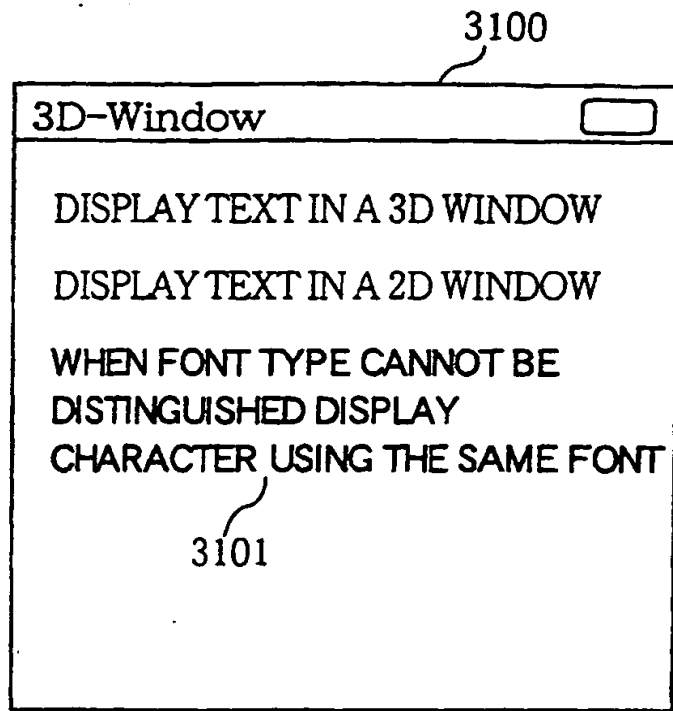 3100
3D-Window
DISPLAY TEXT IN A 3D WINDOW
DISPLAY TEXT IN A 2D WINDOW
WHEN FONT TYPE CANNOT BE
DISTINGUISHED DISPLAY
CHARACTER USING THE SAME FONT
3101